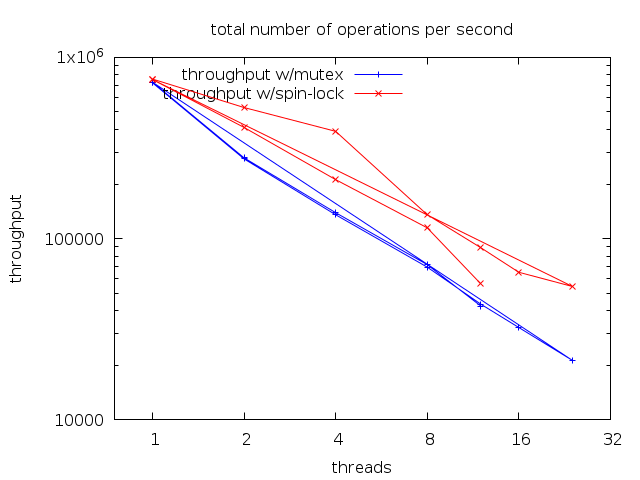 total number of operations per second
1x10^6
throughput w/mutex
throughput w/spin-lock
throughput
100000
10000
1 2 4 8 16 32
threads